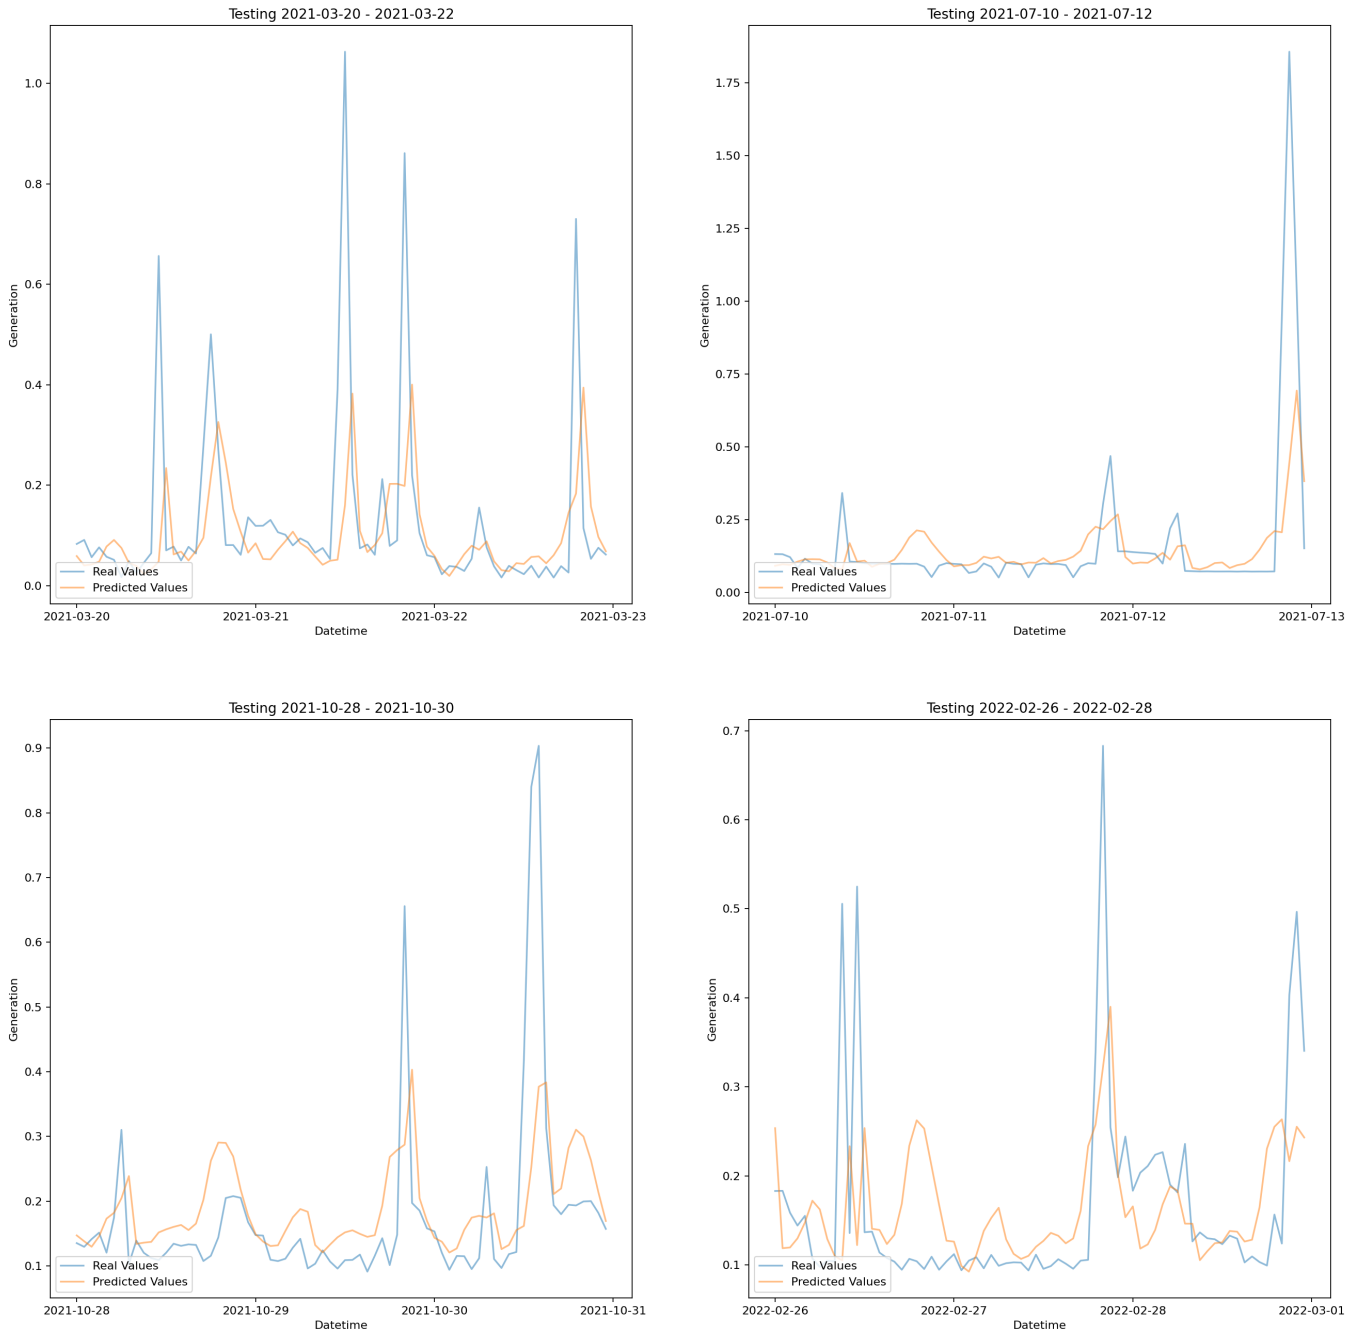 Testing 2021-03-20 - 2021-03-22
Generation
1.0
0.8
0.6
0.4
0.2
0.0
Real Values
Predicted Values
2021-03-20
2021-03-21
2021-03-22
2021-03-23
Datetime
Testing 2021-07-10 - 2021-07-12
Generation
1.75
1.50
1.25
1.00
0.75
0.50
0.25
0.00
Real Values
Predicted Values
2021-07-10
2021-07-11
2021-07-12
2021-07-13
Datetime
Testing 2021-10-28 - 2021-10-30
Generation
0.9
0.8
0.7
0.6
0.5
0.4
0.3
0.2
0.1
Real Values
Predicted Values
2021-10-28
2021-10-29
2021-10-30
2021-10-31
Datetime
Testing 2022-02-26 - 2022-02-28
Generation
0.7
0.6
0.5
0.4
0.3
0.2
0.1
Real Values
Predicted Values
2022-02-26
2022-02-27
2022-02-28
2022-03-01
Datetime